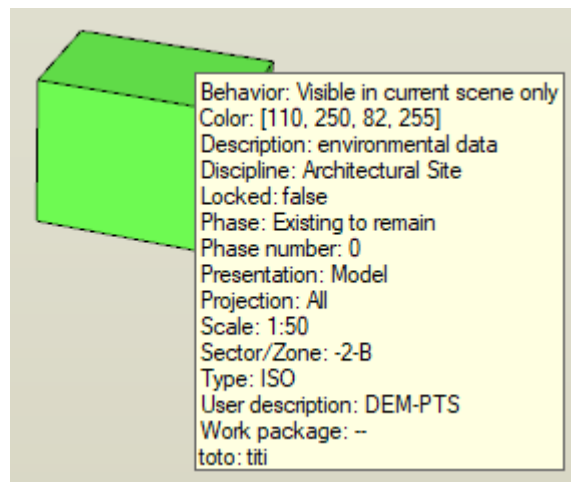 Behavior: Visible in current scene only
Color: [110, 250, 82, 255]
Description: environmental data
Discipline: Architectural Site
Locked: false
Phase: Existing to remain
Phase number: 0
Presentation: Model
Projection: All
Scale: 1:50
Sector/Zone: -2-B
Type: ISO
User description: DEM-PTS
Work package: --
toto: titi